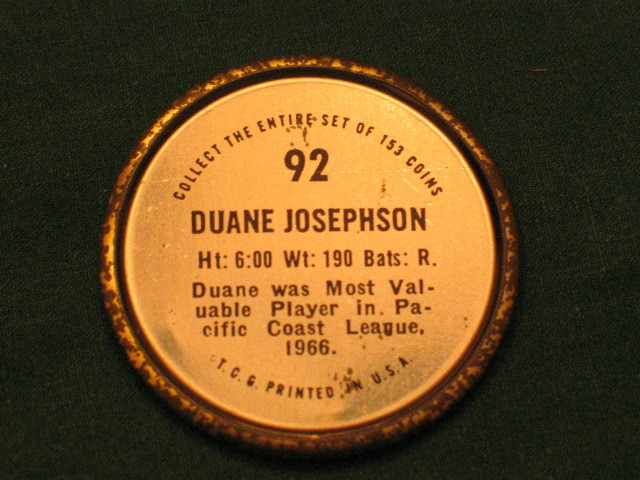 COLLECT THE ENTIRE SET OF 153 COINS
92
DUANE JOSEPHSON
Ht: 6:00 Wt: 190 Bats: R.
Duane was Most Val-
uable Player in. Pa-
cific Coast League,
1966.
T.C.G. PRINTED IN U.S.A.